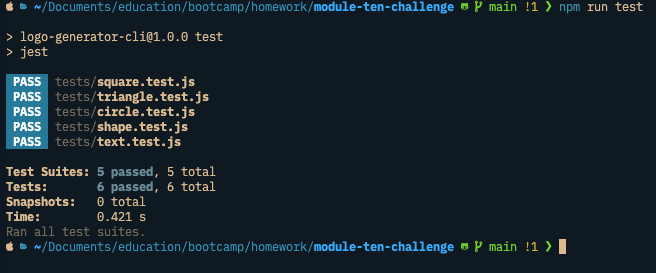 ~/Documents/education/bootcamp/homework/module-ten-challenge main !1 ❯ npm run test
> logo-generator-cli@1.0.0 test
> jest
PASS tests/square.test.js
PASS tests/triangle.test.js
PASS tests/circle.test.js
PASS tests/shape.test.js
PASS tests/text.test.js
Test Suites: 5 passed, 5 total
Tests: 6 passed, 6 total
Snapshots: 0 total
Time: 0.421 s
Ran all test suites.
~/Documents/education/bootcamp/homework/module-ten-challenge main !1 ❯